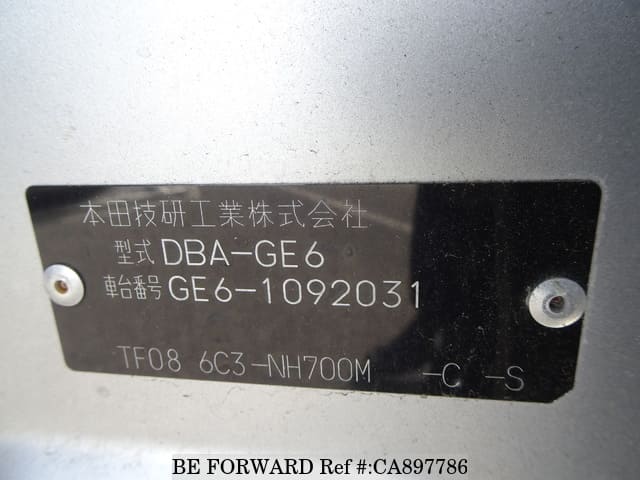 本田技研工業株式会社
型式 DBA-GE6
車台番号 GE6-1092031
TF08 6C3-NH700M -C -S
BE FORWARD Ref #:CA897786